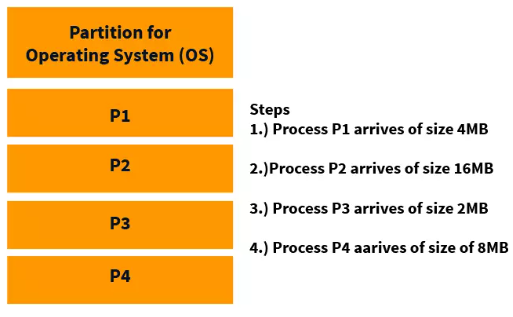 Partition for
Operating System (OS)
P1
P2
P3
P4
Steps
1.) Process P1 arrives of size 4MB
2.)Process P2 arrives of size 16MB
3.) Process P3 arrives of size 2MB
4.) Process P4 aarives of size of 8MB